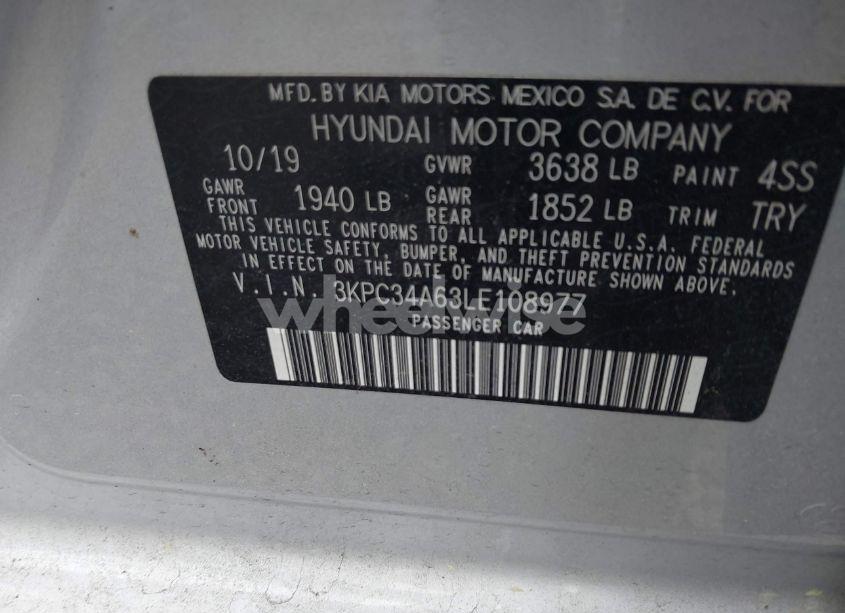 MFD. BY KIA MOTORS MEXICO S.A. DE C.V. FOR
HYUNDAI MOTOR COMPANY
10/19 GVWR 3638 LB PAINT 4SS
GAWR FRONT 1940 LB GAWR REAR 1852 LB TRIM TRY
THIS VEHICLE CONFORMS TO ALL APPLICABLE U.S.A. FEDERAL
MOTOR VEHICLE SAFETY, BUMPER, AND THEFT PREVENTION STANDARDS
IN EFFECT ON THE DATE OF MANUFACTURE SHOWN ABOVE.
V.I.N. 3KPC34A63LE108977
wheelwise
PASSENGER CAR